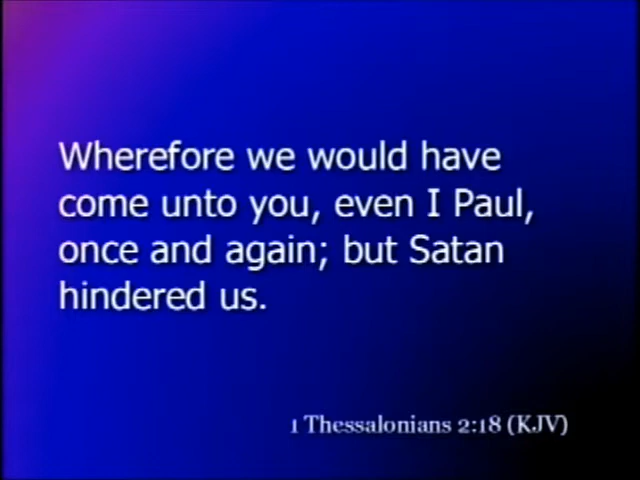 Wherefore we would have
come unto you, even I Paul,
once and again; but Satan
hindered us.
1 Thessalonians 2:18 (KJV)